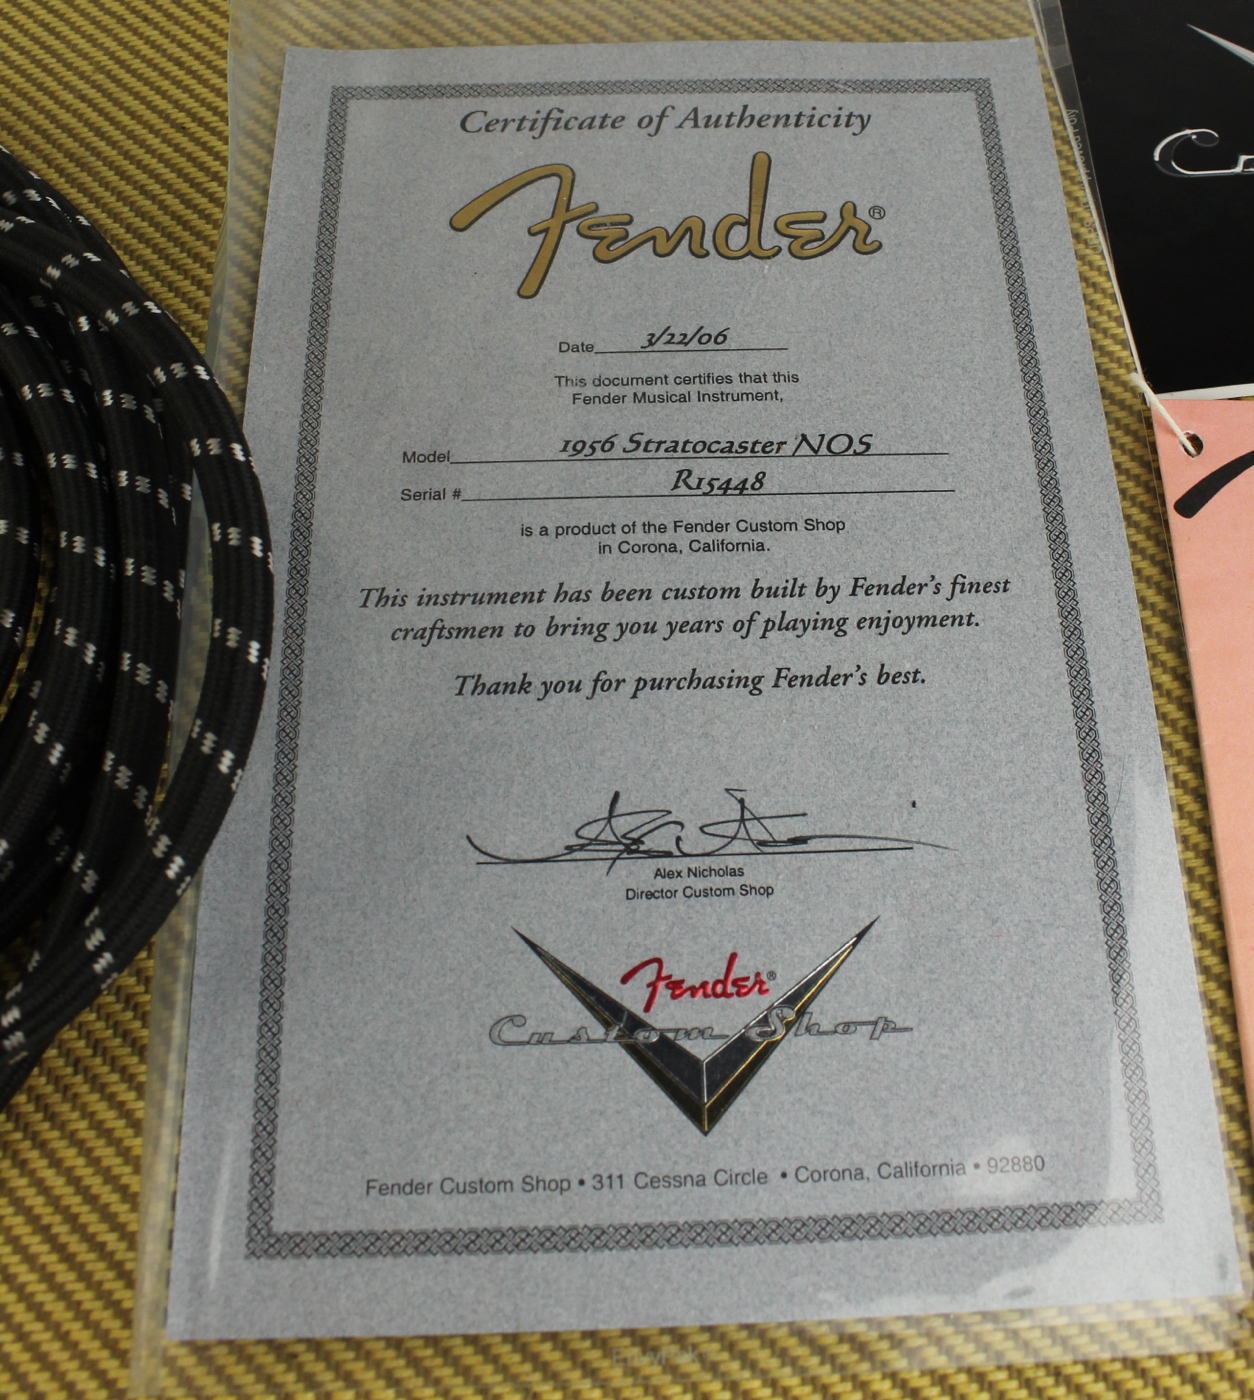 Certificate of Authenticity
Fender®
Date 3/22/06
This document certifies that this
Fender Musical Instrument,
Model 1956 Stratocaster NOS
Serial # R15448
is a product of the Fender Custom Shop
in Corona, California.
This instrument has been custom built by Fender's finest
craftsmen to bring you years of playing enjoyment.
Thank you for purchasing Fender's best.
Alex Nicholas
Director Custom Shop
Fender®
Custom Shop
Fender Custom Shop • 311 Cessna Circle • Corona, California • 92880